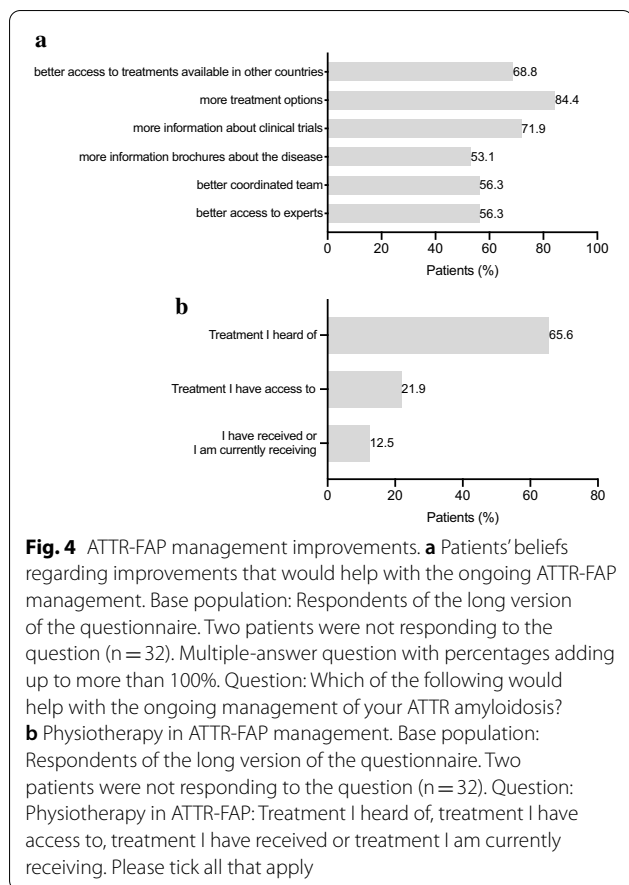 a
better access to treatments available in other countries 68.8
more treatment options 84.4
more information about clinical trials 71.9
more information brochures about the disease 53.1
better coordinated team 56.3
better access to experts 56.3
0 20 40 60 80 100
Patients (%)
b
Treatment I heard of 65.6
Treatment I have access to 21.9
I have received or
I am currently receiving 12.5
0 20 40 60 80
Patients (%)
Fig. 4 ATTR-FAP management improvements. a Patients' beliefs
regarding improvements that would help with the ongoing ATTR-FAP
management. Base population: Respondents of the long version
of the questionnaire. Two patients were not responding to the
question (n = 32). Multiple-answer question with percentages adding
up to more than 100%. Question: Which of the following would
help with the ongoing management of your ATTR amyloidosis?
b Physiotherapy in ATTR-FAP management. Base population:
Respondents of the long version of the questionnaire. Two
patients were not responding to the question (n = 32). Question:
Physiotherapy in ATTR-FAP: Treatment I heard of, treatment I have
access to, treatment I have received or treatment I am currently
receiving. Please tick all that apply